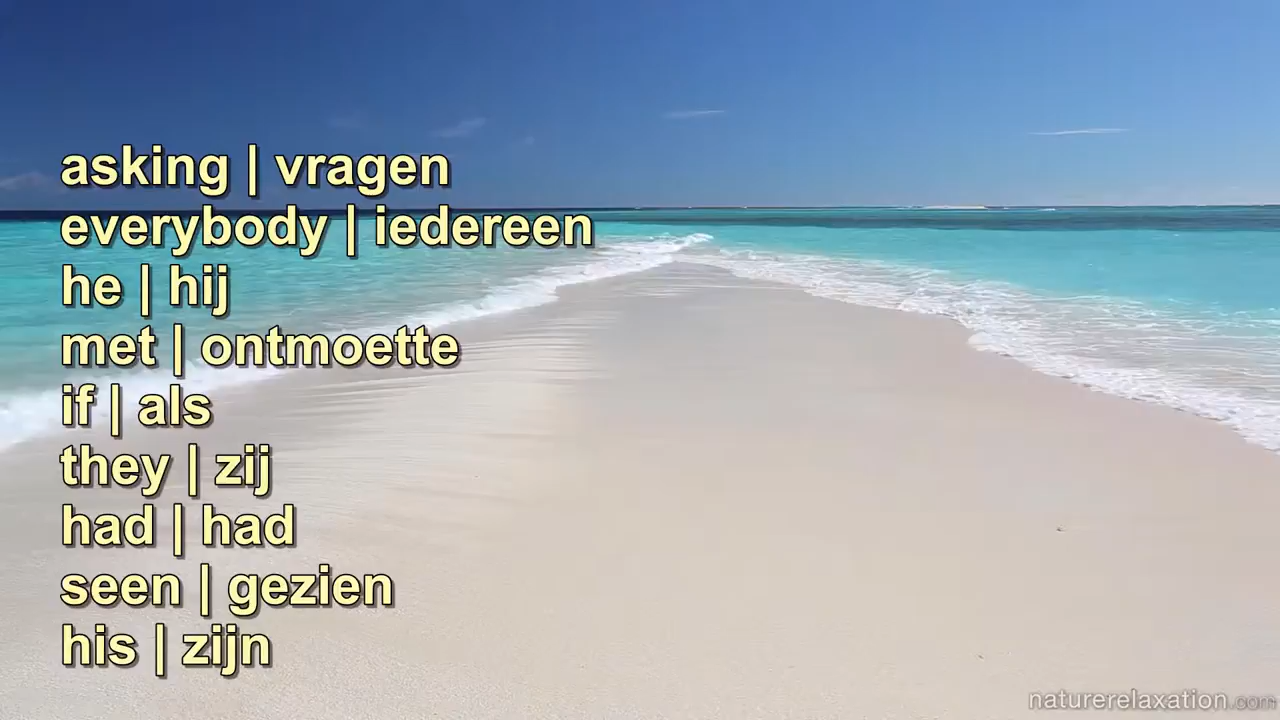 asking | vragen
everybody | iedereen
he | hij
met | ontmoette
if | als
they | zij
had | had
seen | gezien
his | zijn
naturerelaxation.com